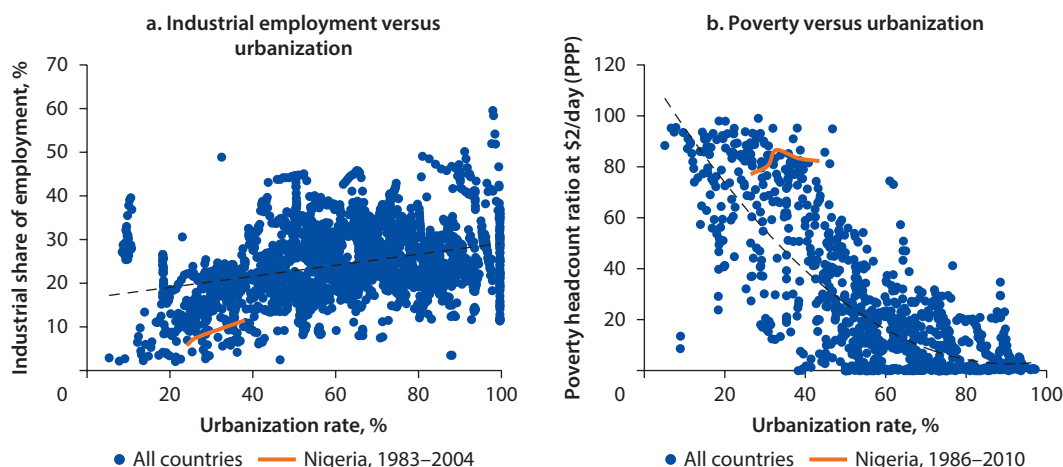 a. Industrial employment versus
urbanization
Industrial share of employment, %
70
60
50
40
30
20
10
0
20
40
60
80
100
Urbanization rate, %
All countries
Nigeria, 1983–2004
b. Poverty versus urbanization
Poverty headcount ratio at $2/day (PPP)
120
100
80
60
40
20
0
20
40
60
80
100
Urbanization rate, %
All countries
Nigeria, 1986–2010